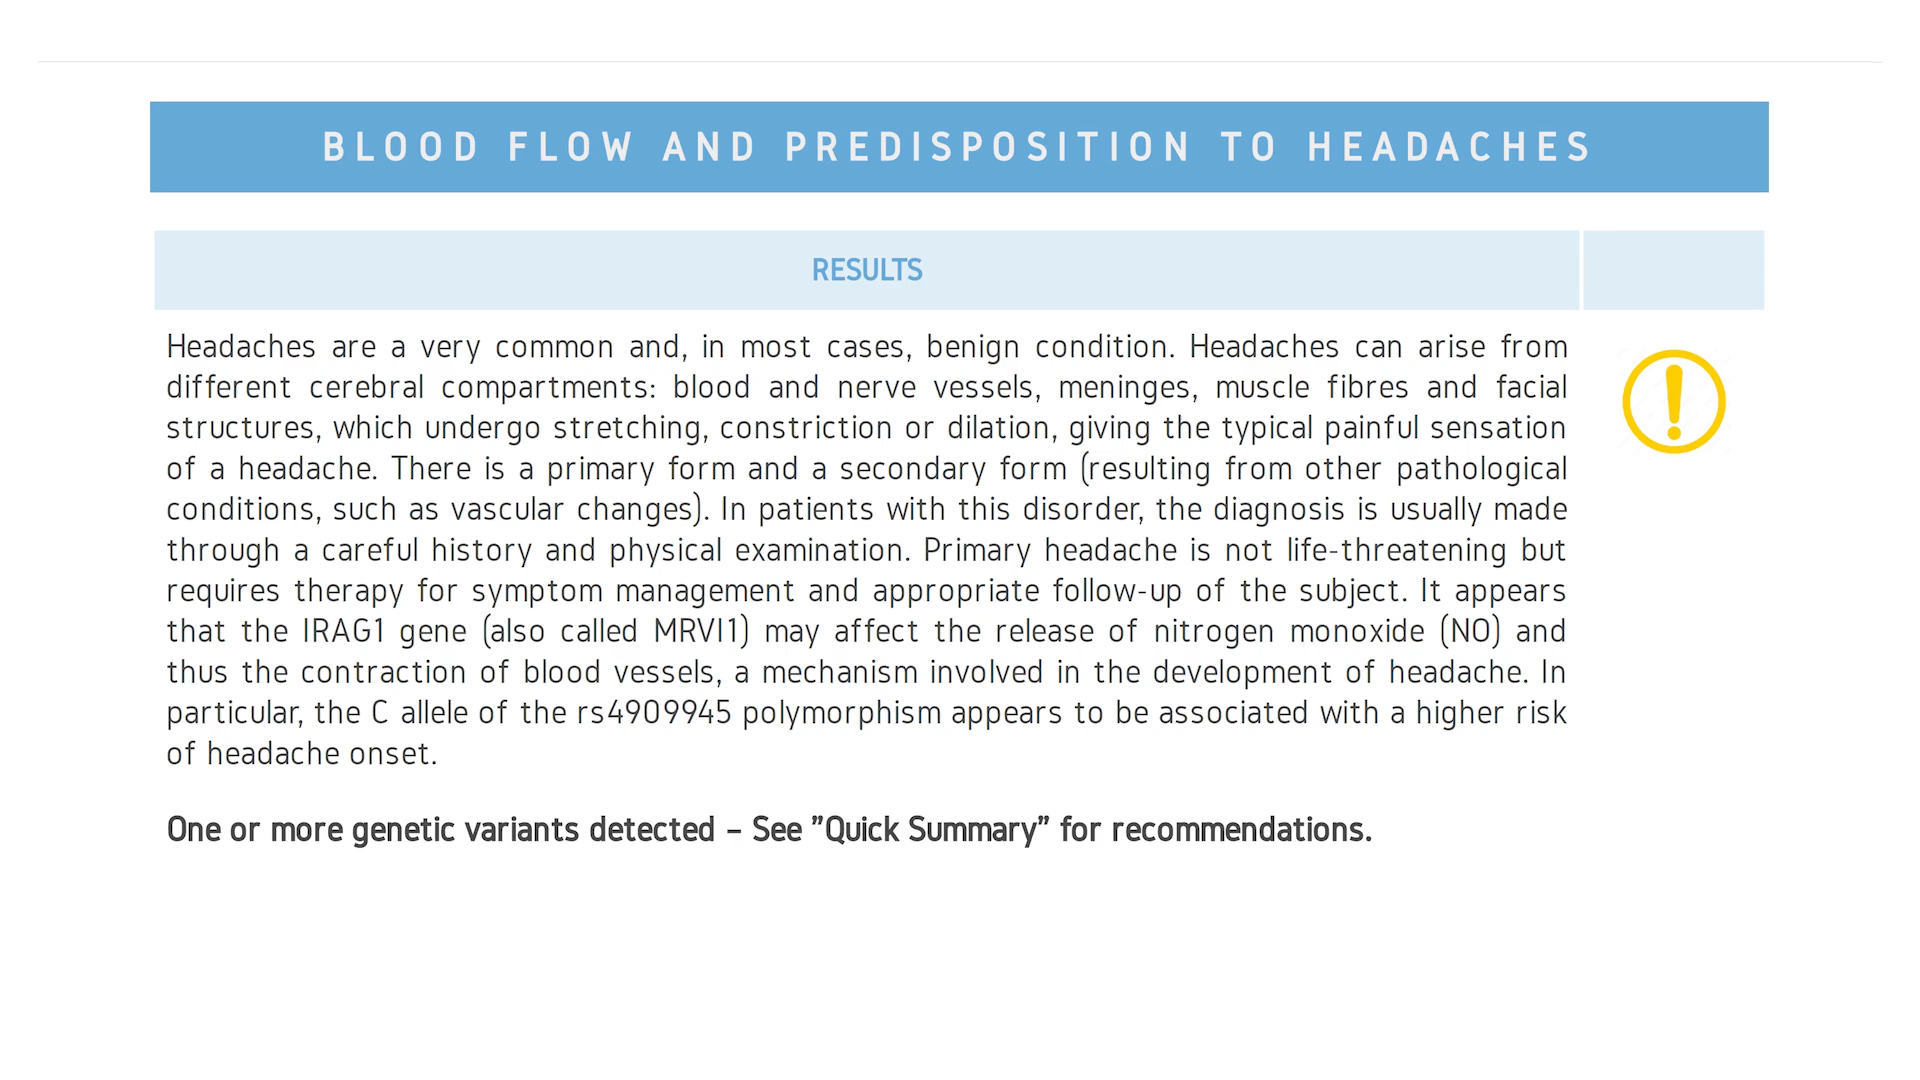 BLOOD FLOW AND PREDISPOSITION TO HEADACHES
RESULTS
Headaches are a very common and, in most cases, benign condition. Headaches can arise from
different cerebral compartments: blood and nerve vessels, meninges, muscle fibres and facial
structures, which undergo stretching, constriction or dilation, giving the typical painful sensation
of a headache. There is a primary form and a secondary form (resulting from other pathological
conditions, such as vascular changes). In patients with this disorder, the diagnosis is usually made
through a careful history and physical examination. Primary headache is not life-threatening but
requires therapy for symptom management and appropriate follow-up of the subject. It appears
that the IRAG1 gene (also called MRVI1) may affect the release of nitrogen monoxide (NO) and
thus the contraction of blood vessels, a mechanism involved in the development of headache. In
particular, the C allele of the rs4909945 polymorphism appears to be associated with a higher risk
of headache onset.
One or more genetic variants detected – See ”Quick Summary” for recommendations.